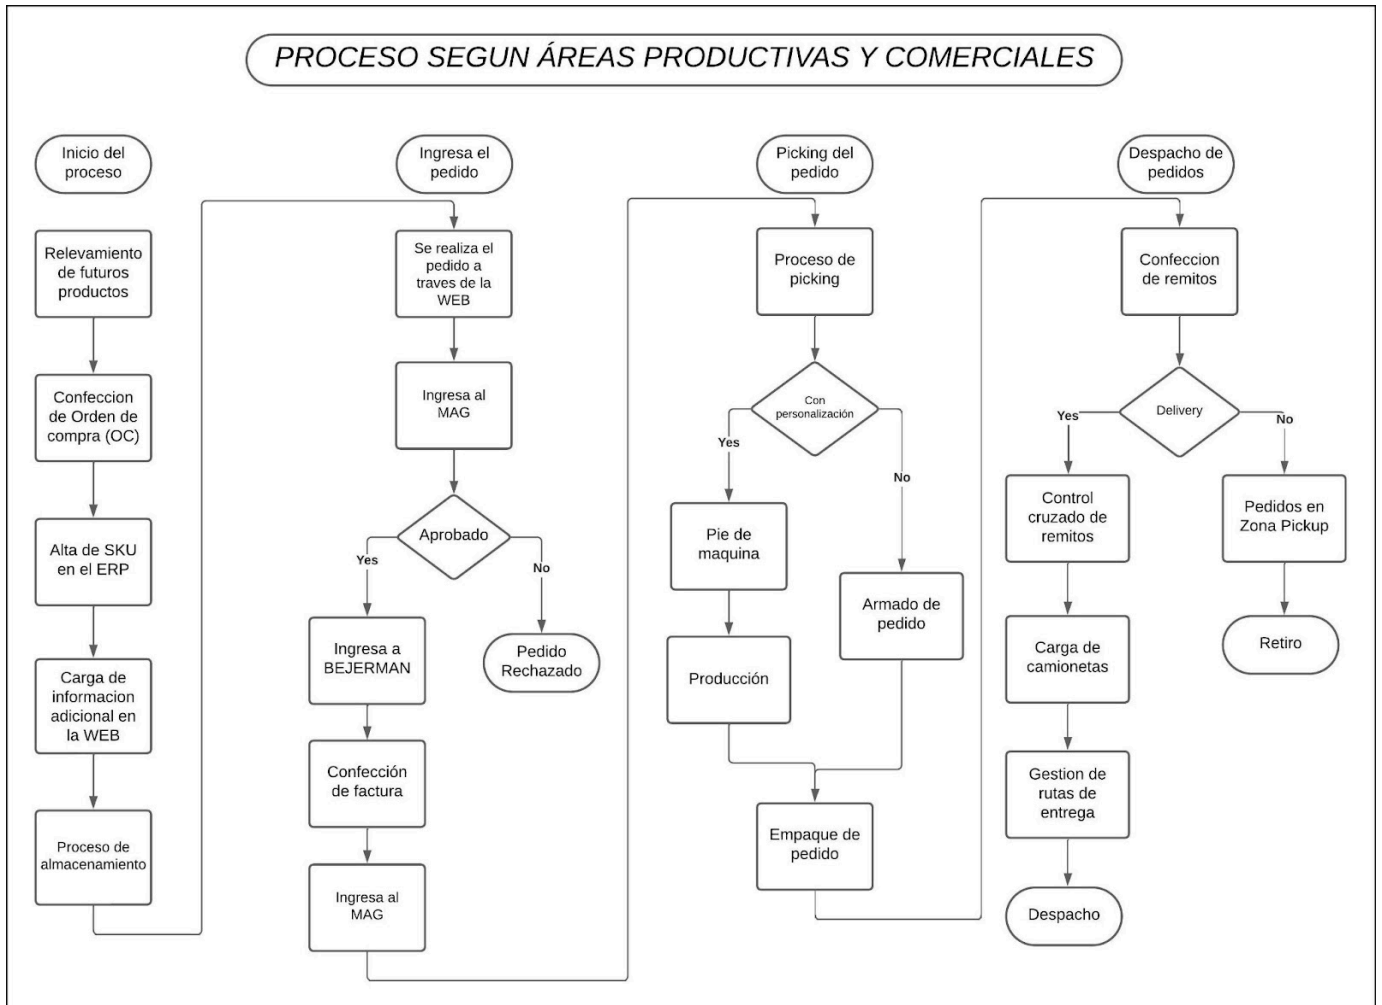 PROCESO SEGUN ÁREAS PRODUCTIVAS Y COMERCIALES
Inicio del
proceso
Relevamiento
de futuros
productos
Confeccion
de Orden de
compra (OC)
Alta de SKU
en el ERP
Carga de
informacion
adicional en
la WEB
Proceso de
almacenamiento
Ingresa el
pedido
Se realiza el
pedido a
traves de la
WEB
Ingresa al
MAG
Aprobado
Yes
No
Ingresa a
BEJERMAN
Pedido
Rechazado
Confección
de factura
Ingresa al
MAG
Picking del
pedido
Proceso de
picking
Con
personalización
Yes
No
Pie de
maquina
Armado de
pedido
Producción
Empaque de
pedido
Despacho de
pedidos
Confeccion
de remitos
Delivery
Yes
No
Control
cruzado de
remitos
Pedidos en
Zona Pickup
Carga de
camionetas
Retiro
Gestion de
rutas de
entrega
Despacho